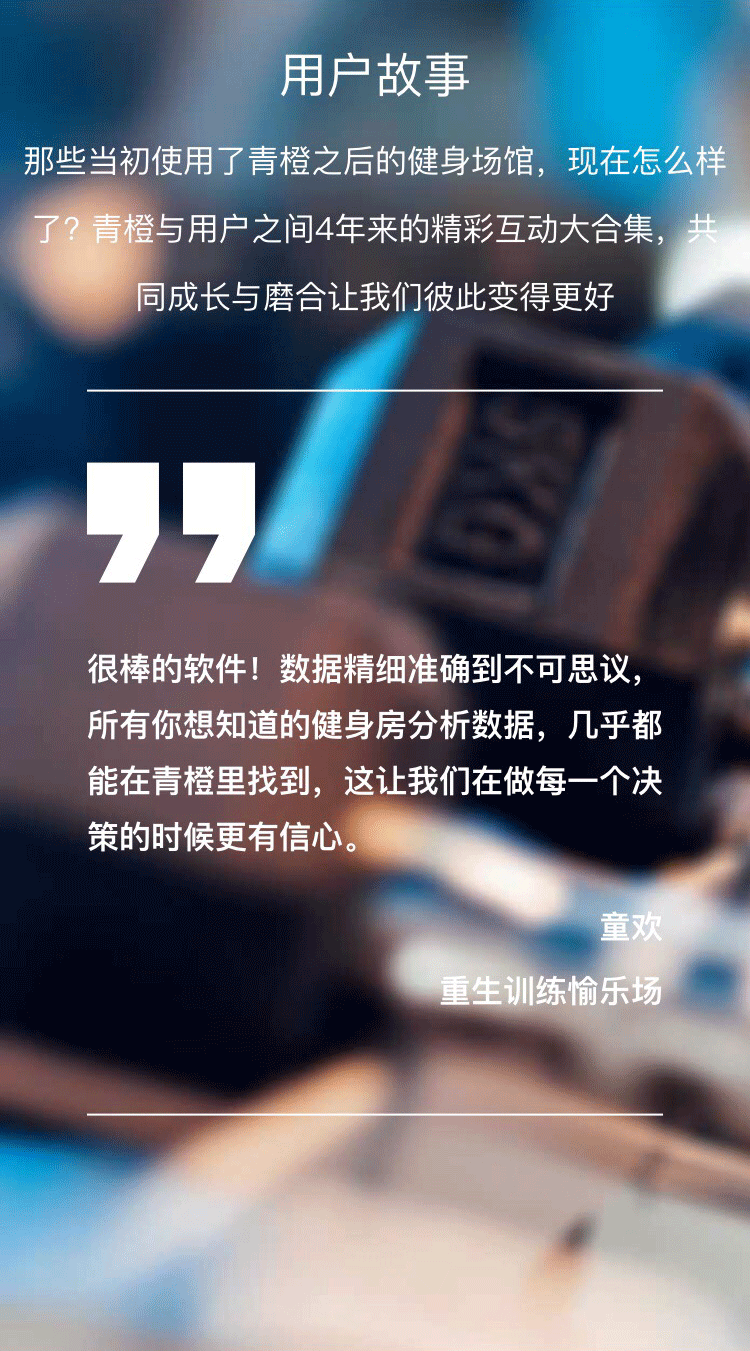 用户故事
那些当初使用了青橙之后的健身场馆，现在怎么样
了？青橙与用户之间4年来的精彩互动大合集，共
同成长与磨合让我们彼此变得更好
很棒的软件！数据精细准确到不可思议，
所有你想知道的健身房分析数据，几乎都
能在青橙里找到，这让我们在做每一个决
策的时候更有信心。
童欢
重生训练愉乐场